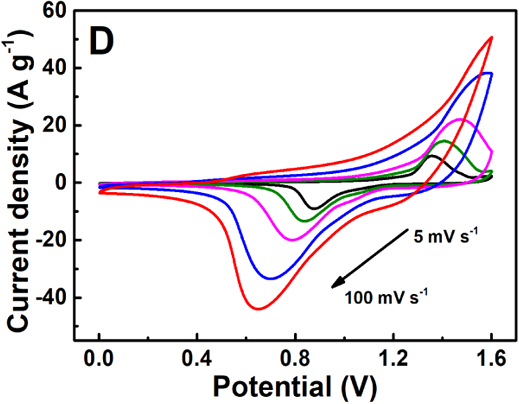 D
Current density (A g⁻¹)
60
40
20
0
-20
-40
5 mV s⁻¹
100 mV s⁻¹
0.0 0.4 0.8 1.2 1.6
Potential (V)